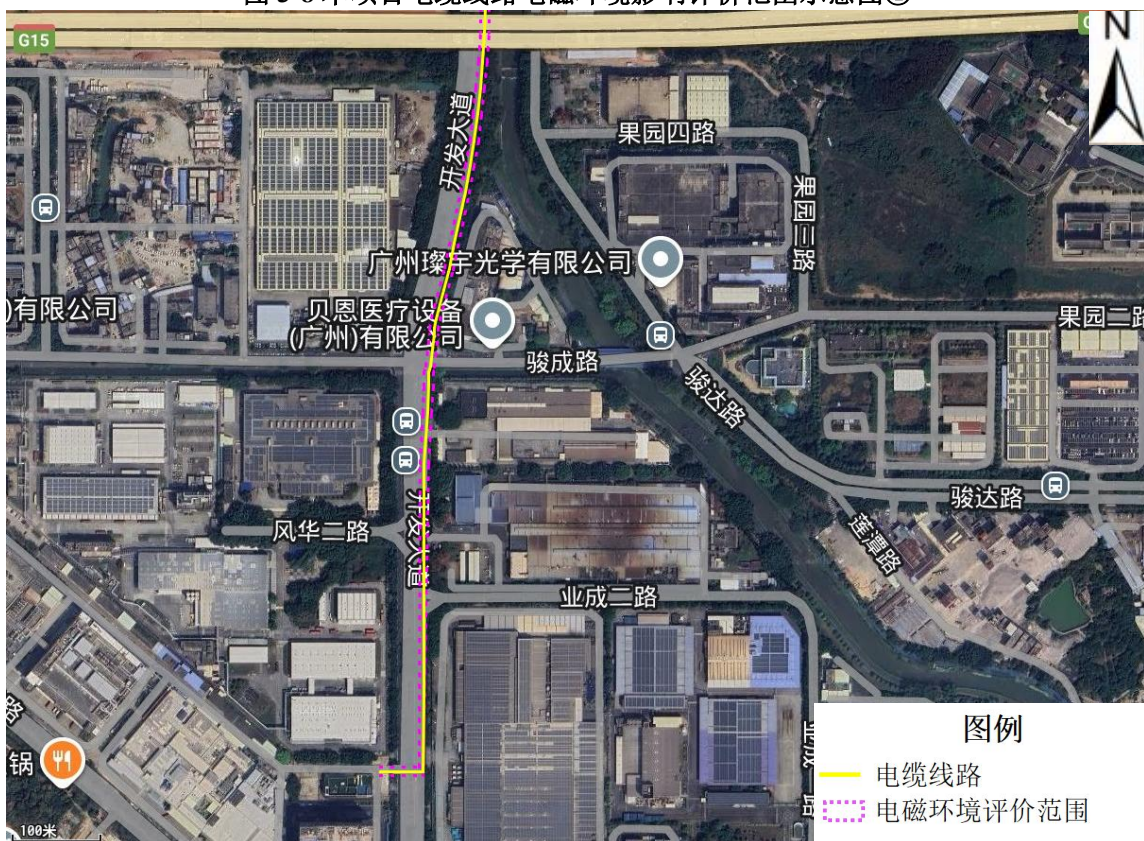 G15
N
开发大道
果园四路
果园三路
广州璨宇光学有限公司
)有限公司
贝恩医疗设备
(广州)有限公司
果园二路
骏成路
骏达路
骏达路
开发大道
风华二路
莲潭路
业成二路
路
锅
图例
电缆线路
电磁环境评价范围
100米